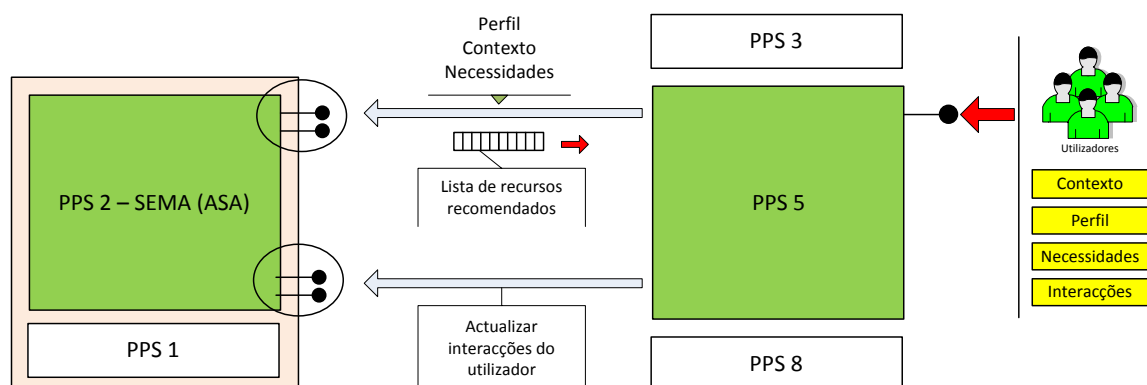 Perfil
Contexto
Necessidades
PPS 3
Utilizadores
PPS 2 – SEMA (ASA)
Lista de recursos
recomendados
PPS 5
Contexto
Perfil
Necessidades
Interacções
Actualizar
interacções do
utilizador
PPS 1
PPS 8